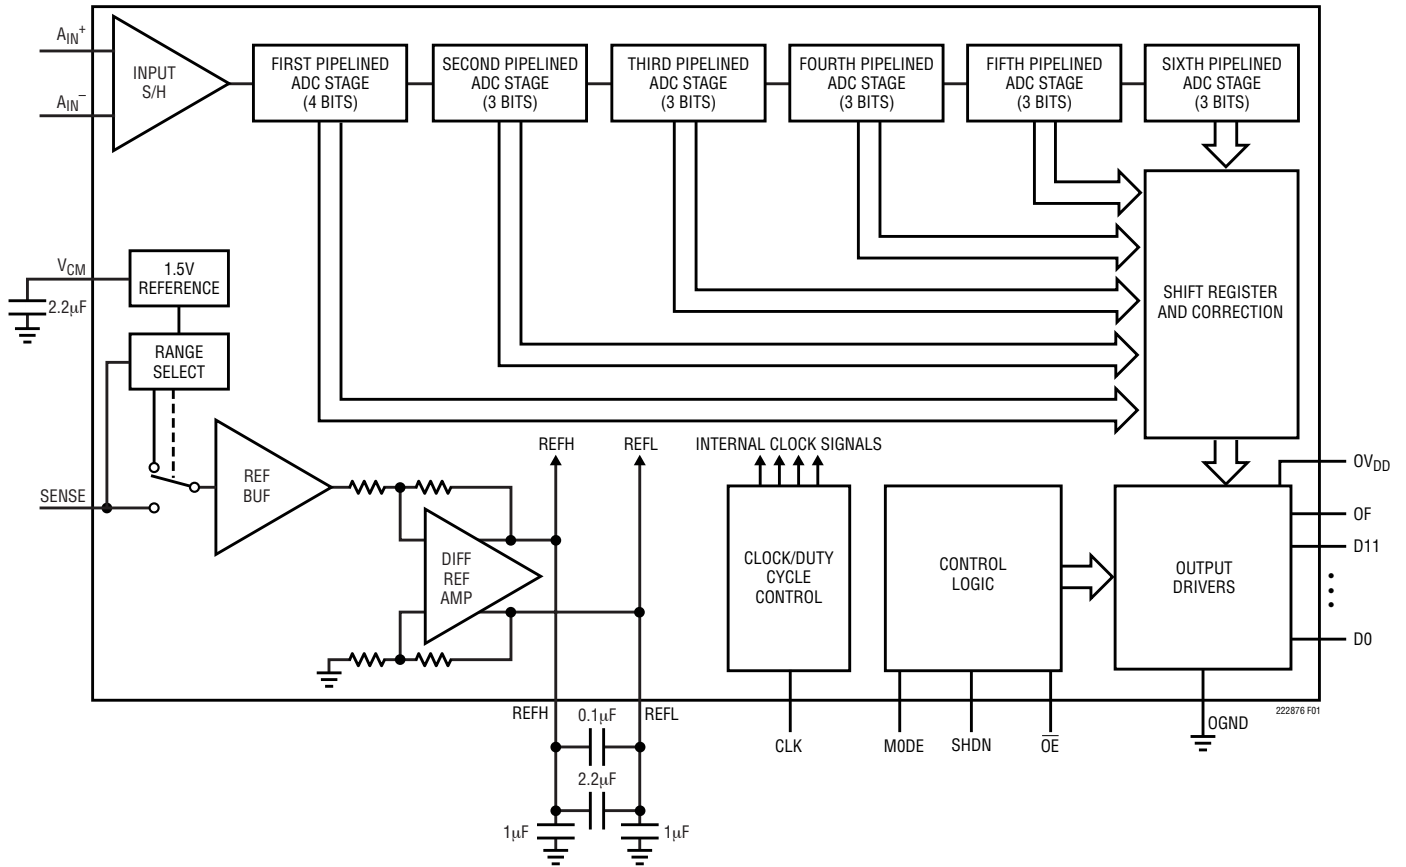 AIN+
AIN–
INPUT
S/H
FIRST PIPELINED
ADC STAGE
(4 BITS)
SECOND PIPELINED
ADC STAGE
(3 BITS)
THIRD PIPELINED
ADC STAGE
(3 BITS)
FOURTH PIPELINED
ADC STAGE
(3 BITS)
FIFTH PIPELINED
ADC STAGE
(3 BITS)
SIXTH PIPELINED
ADC STAGE
(3 BITS)
VCM
2.2µF
1.5V
REFERENCE
RANGE
SELECT
SHIFT REGISTER
AND CORRECTION
SENSE
REF
BUF
DIFF
REF
AMP
REFH
REFL
INTERNAL CLOCK SIGNALS
CLOCK/DUTY
CYCLE
CONTROL
CONTROL
LOGIC
OUTPUT
DRIVERS
OVDD
OF
D11
D0
REFH
0.1µF
REFL
2.2µF
1µF
1µF
CLK
MODE
SHDN
OE
OGND
222876 F01